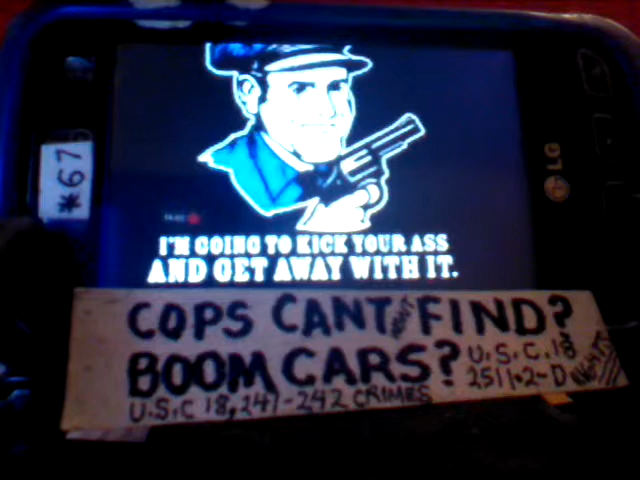 *67
LG
I'M GOING TO KICK YOUR ASS
AND GET AWAY WITH IT.
COPS CANT WONT FIND?
BOOM CARS? U.S.C. 18
2511.2-D
U.S.C 18,241-242 CRIMES